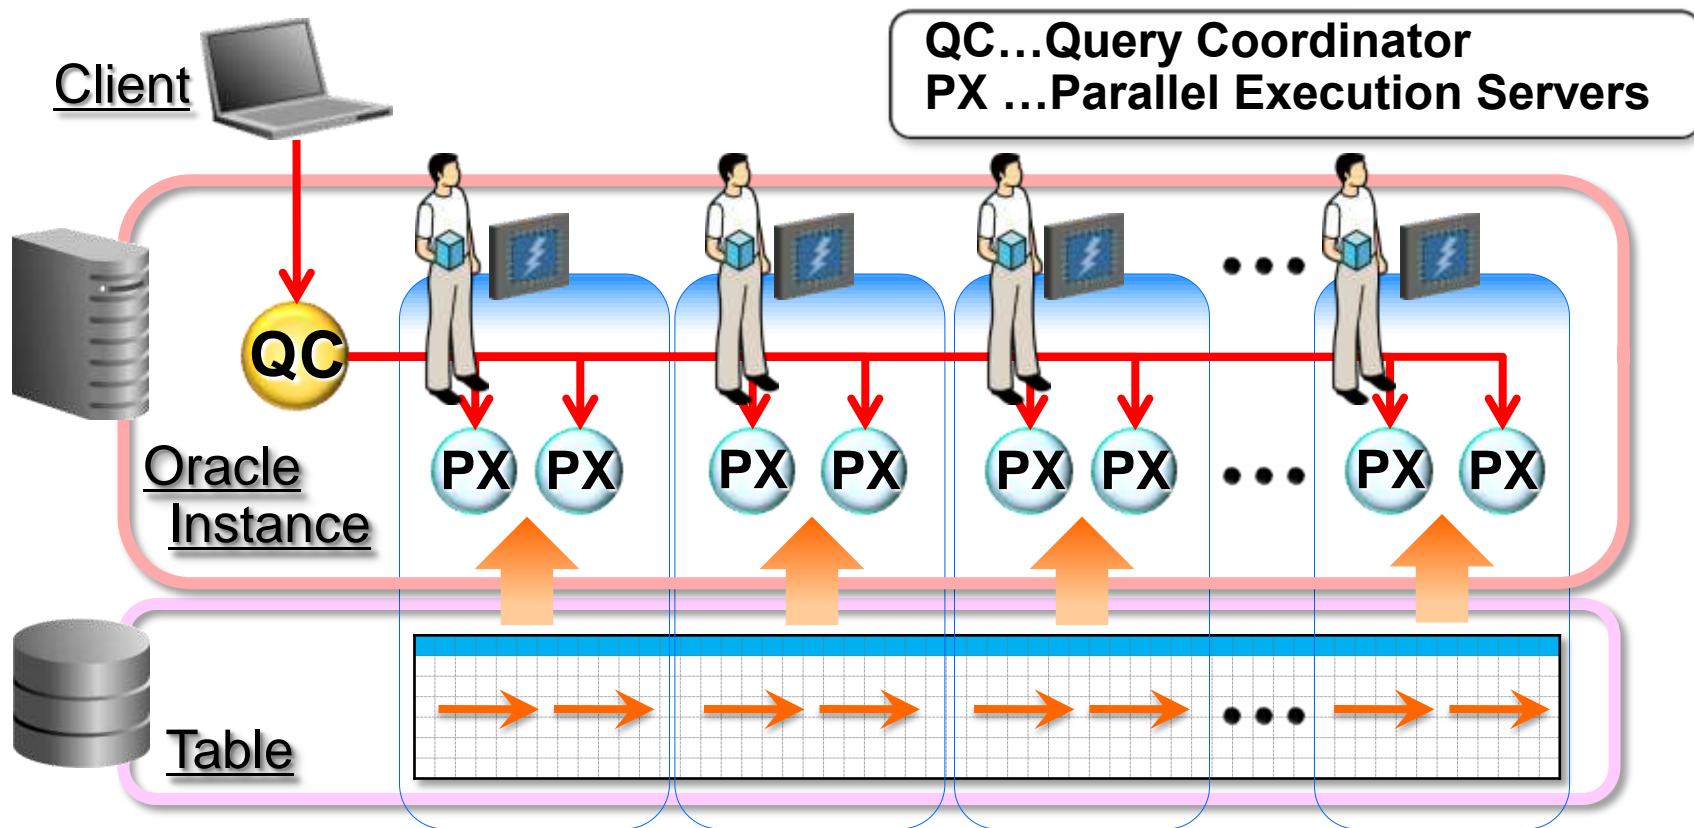 QC…Query Coordinator
PX …Parallel Execution Servers
Client
QC
PX PX PX PX PX PX PX PX
Oracle
Instance
Table